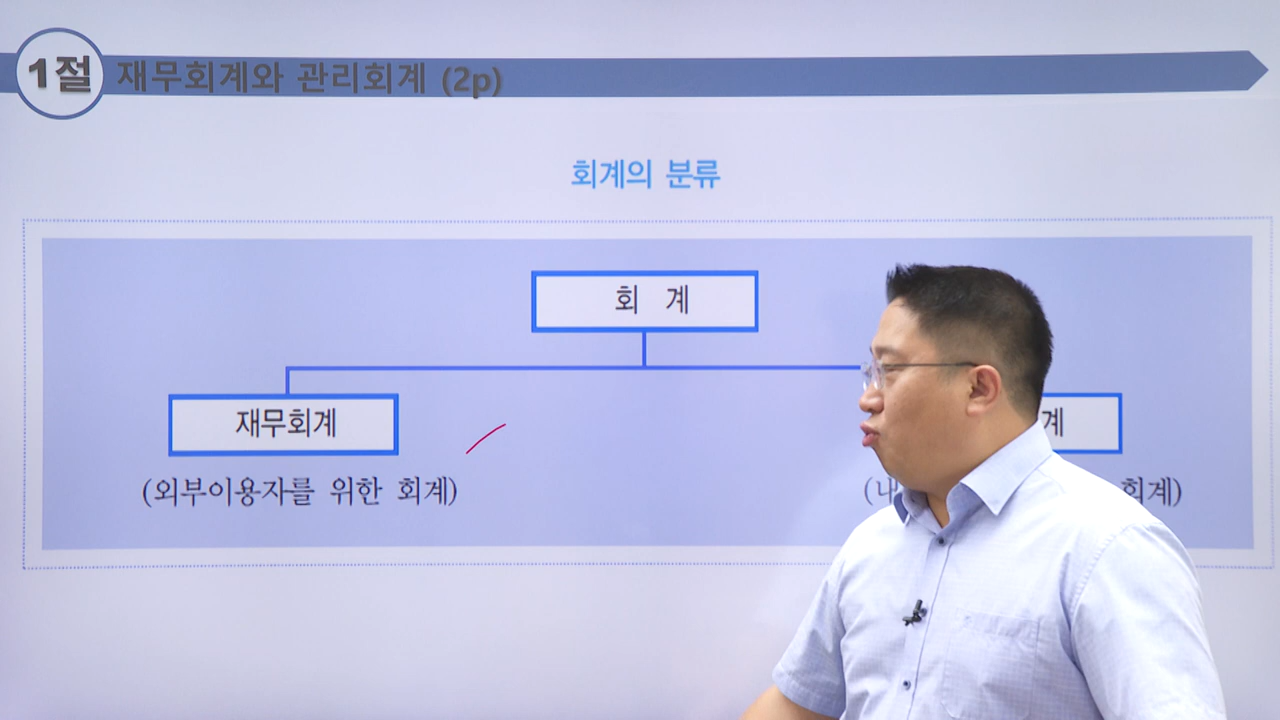 1절 재무회계와 관리회계 (2p)
회계의 분류
회 계
재무회계
계
(외부이용자를 위한 회계)
(내 회계)